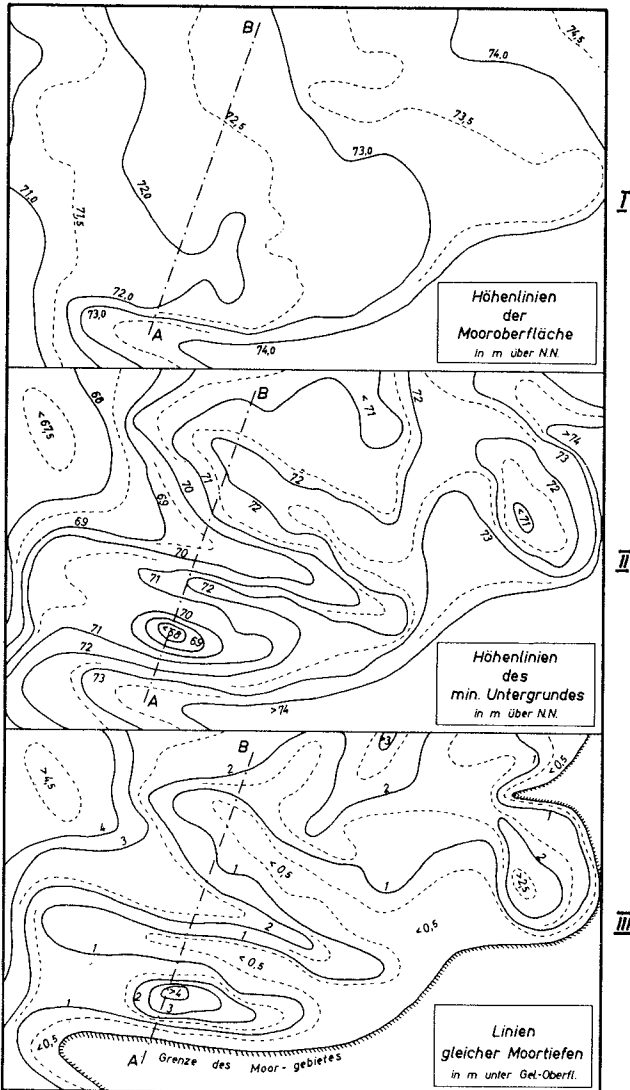 B
74,5
74,0
73,5
72,5
73,0
71,0
71,5
72,0
72,0
73,0
A
74,0
Höhenlinien
der
Mooroberfläche
in m über N.N.
I
68
<67,5
B
<71
72
>74
73
72
71
70
72
69
72
<71
69
70
73
71
72
70
<68
69
71
72
73
A
>74
Höhenlinien
des
min. Untergrundes
in m über N.N.
II
B
>3
1
<0,5
2
>4,5
2
1
4
3
1
1
<0,5
2
>2,5
2
1
<0,5
1
<0,5
>4
2
3
1
<0,5
A
Grenze des Moor-gebietes
Linien
gleicher Moortiefen
in m unter Gel.-Oberfl.
III